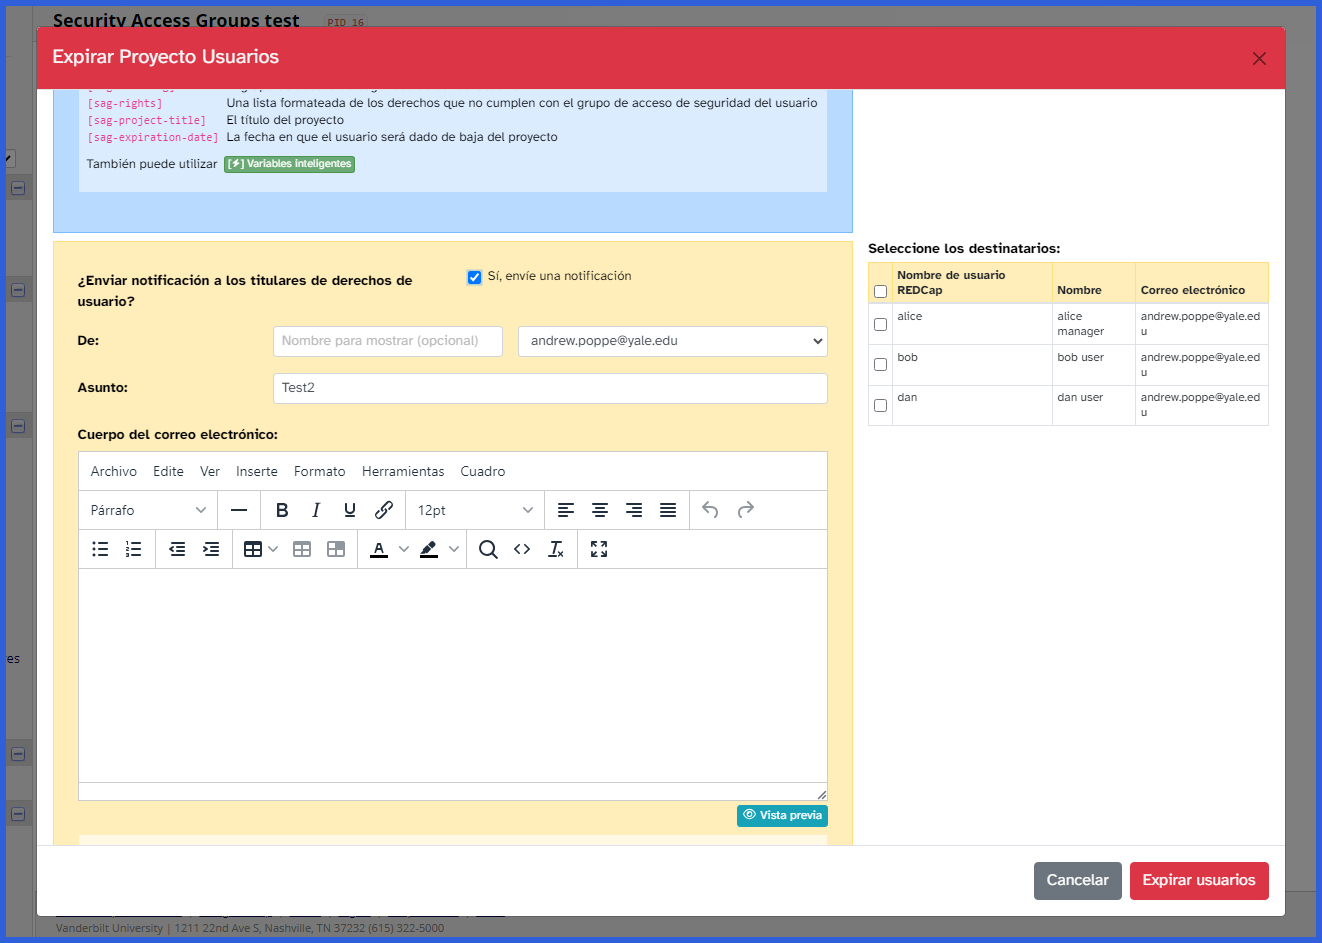 Security Access Groups test PID 16
Expirar Proyecto Usuarios
[sag-rights] Una lista formateada de los derechos que no cumplen con el grupo de acceso de seguridad del usuario
[sag-project-title] El título del proyecto
[sag-expiration-date] La fecha en que el usuario será dado de baja del proyecto
También puede utilizar [⚡] Variables inteligentes
¿Enviar notificación a los titulares de derechos de
usuario?
Sí, envíe una notificación
De: Nombre para mostrar (opcional) andrew.poppe@yale.edu
Asunto: Test2
Cuerpo del correo electrónico:
Archivo Edite Ver Inserte Formato Herramientas Cuadro
Párrafo B I U 12pt
A
Vista previa
Seleccione los destinatarios:
Nombre de usuario
REDCap Nombre Correo electrónico
alice alice andrew.poppe@yale.ed
manager u
bob bob user andrew.poppe@yale.ed
u
dan dan user andrew.poppe@yale.ed
u
es
Cancelar Expirar usuarios
Vanderbilt University | 1211 22nd Ave S, Nashville, TN 37232 (615) 322-5000